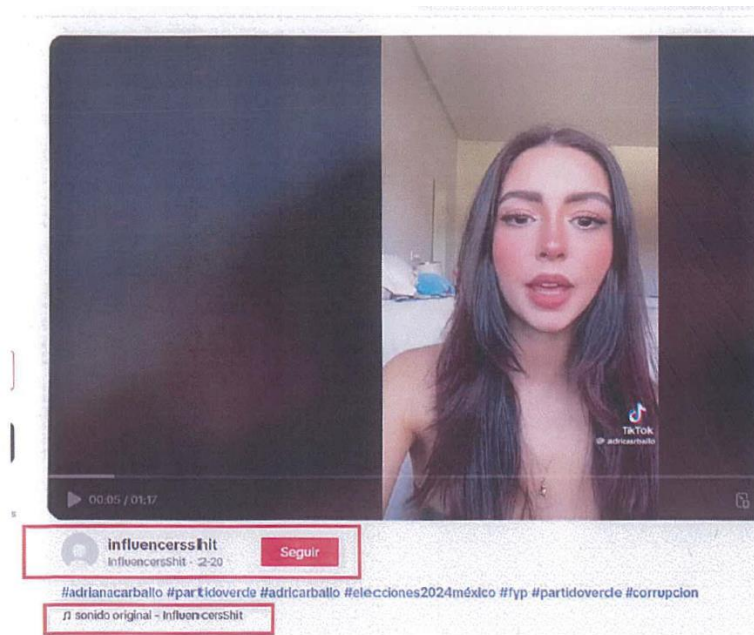 TikTok
@ adricasrballo
00:05 / 01:17
influencersshit
InfluencersShit · 2-20
Seguir
#adrianacarballo #partidoverde #adricarballo #elecciones2024méxico #fyp #partidoverde #corrupcion
♫ sonido original - InfluencersShit